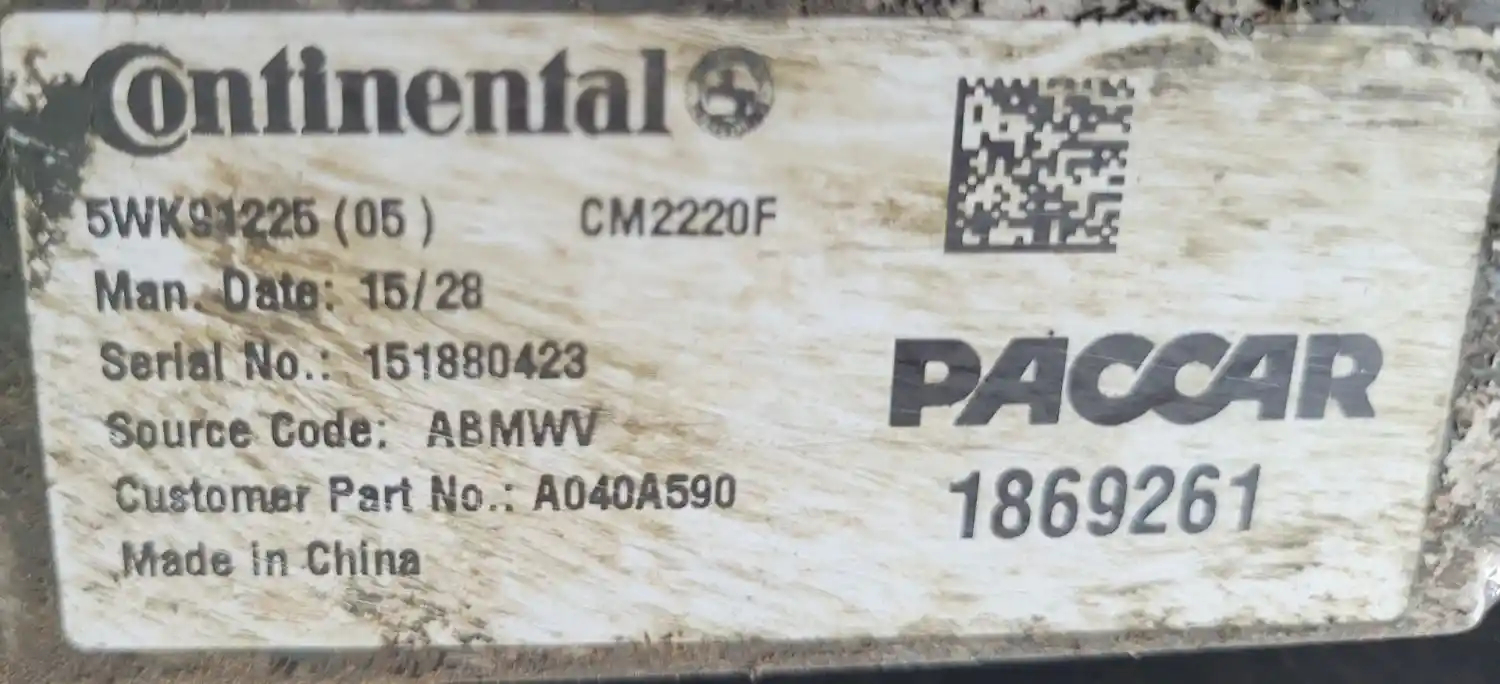 Continental
5WK91225 (05 ) CM2220F
Man. Date: 15/28
Serial No.: 151880423
Source Code: ABMWV
Customer Part No.: A040A590
Made in China
PACCAR
1869261